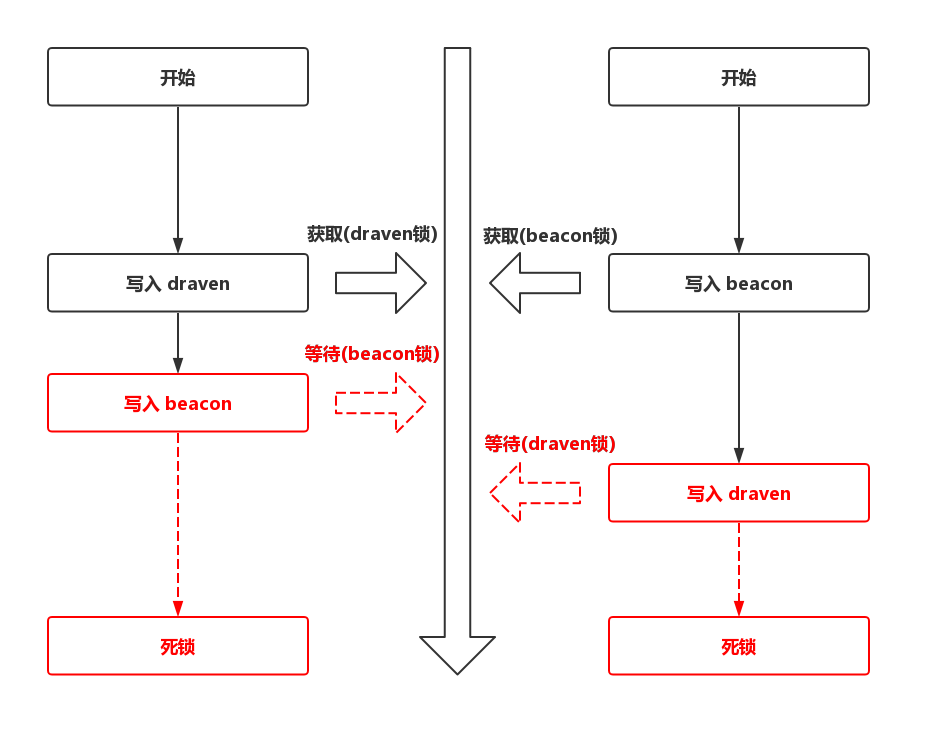 开始
开始
获取(draven锁)
获取(beacon锁)
写入 draven
写入 beacon
等待(beacon锁)
写入 beacon
等待(draven锁)
写入 draven
死锁
死锁